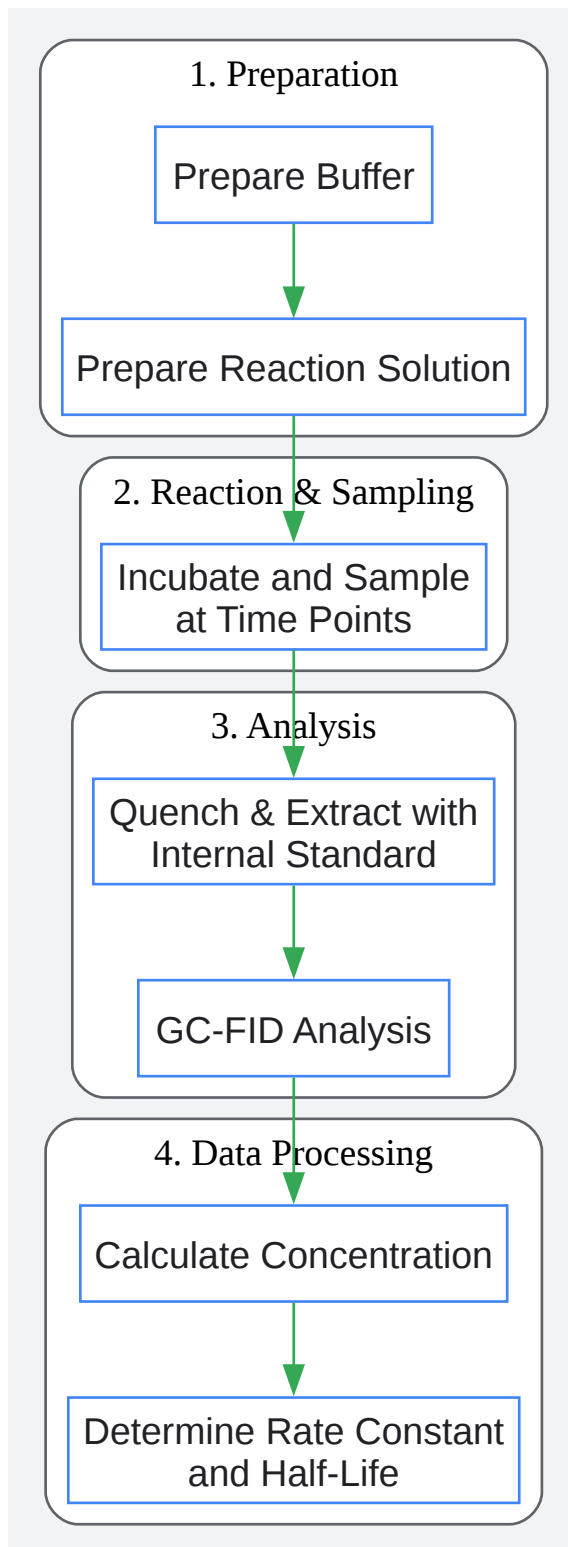 1. Preparation
Prepare Buffer
Prepare Reaction Solution
2. Reaction & Sampling
Incubate and Sample
at Time Points
3. Analysis
Quench & Extract with
Internal Standard
GC-FID Analysis
4. Data Processing
Calculate Concentration
Determine Rate Constant
and Half-Life